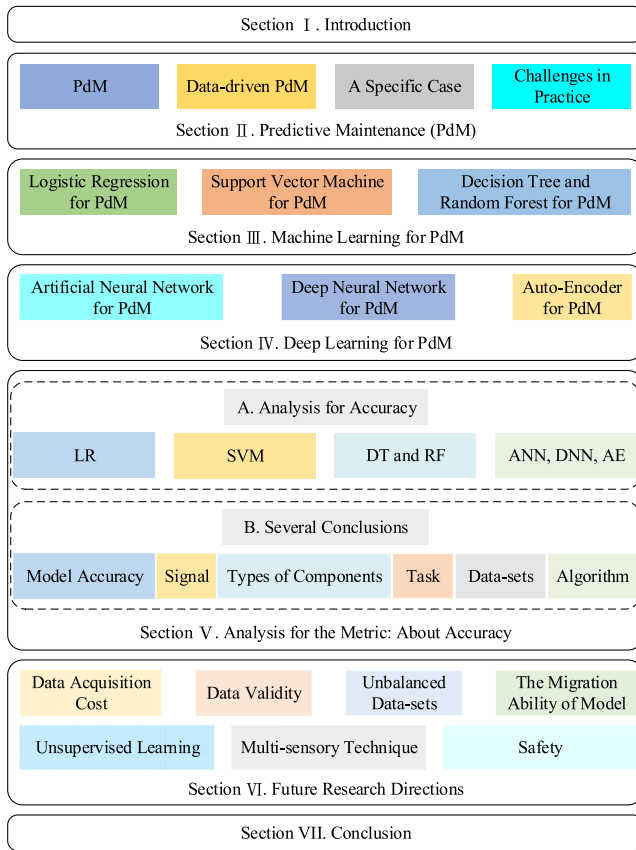 Section Ⅰ. Introduction
PdM
Data-driven PdM
A Specific Case
Challenges in
Practice
Section Ⅱ. Predictive Maintenance (PdM)
Logistic Regression
for PdM
Support Vector Machine
for PdM
Decision Tree and
Random Forest for PdM
Section Ⅲ. Machine Learning for PdM
Artificial Neural Network
for PdM
Deep Neural Network
for PdM
Auto-Encoder
for PdM
Section Ⅳ. Deep Learning for PdM
A. Analysis for Accuracy
LR
SVM
DT and RF
ANN, DNN, AE
B. Several Conclusions
Model Accuracy
Signal
Types of Components
Task
Data-sets
Algorithm
Section Ⅴ. Analysis for the Metric: About Accuracy
Data Acquisition
Cost
Data Validity
Unbalanced
Data-sets
The Migration
Ability of Model
Unsupervised Learning
Multi-sensory Technique
Safety
Section Ⅵ. Future Research Directions
Section VII. Conclusion